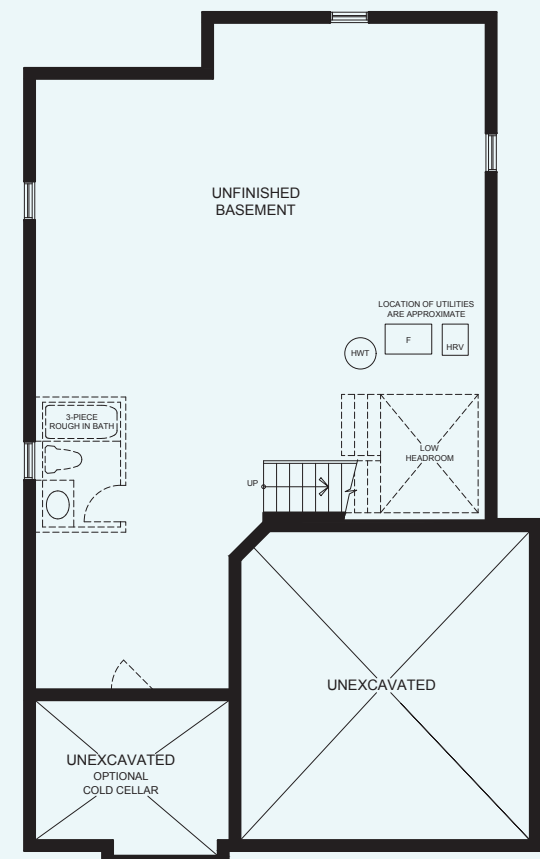 UNFINISHED
BASEMENT
LOCATION OF UTILITIES
ARE APPROXIMATE
HWT
F
HRV
3-PIECE
ROUGH IN BATH
LOW
HEADROOM
UP
UNEXCAVATED
UNEXCAVATED
OPTIONAL
COLD CELLAR